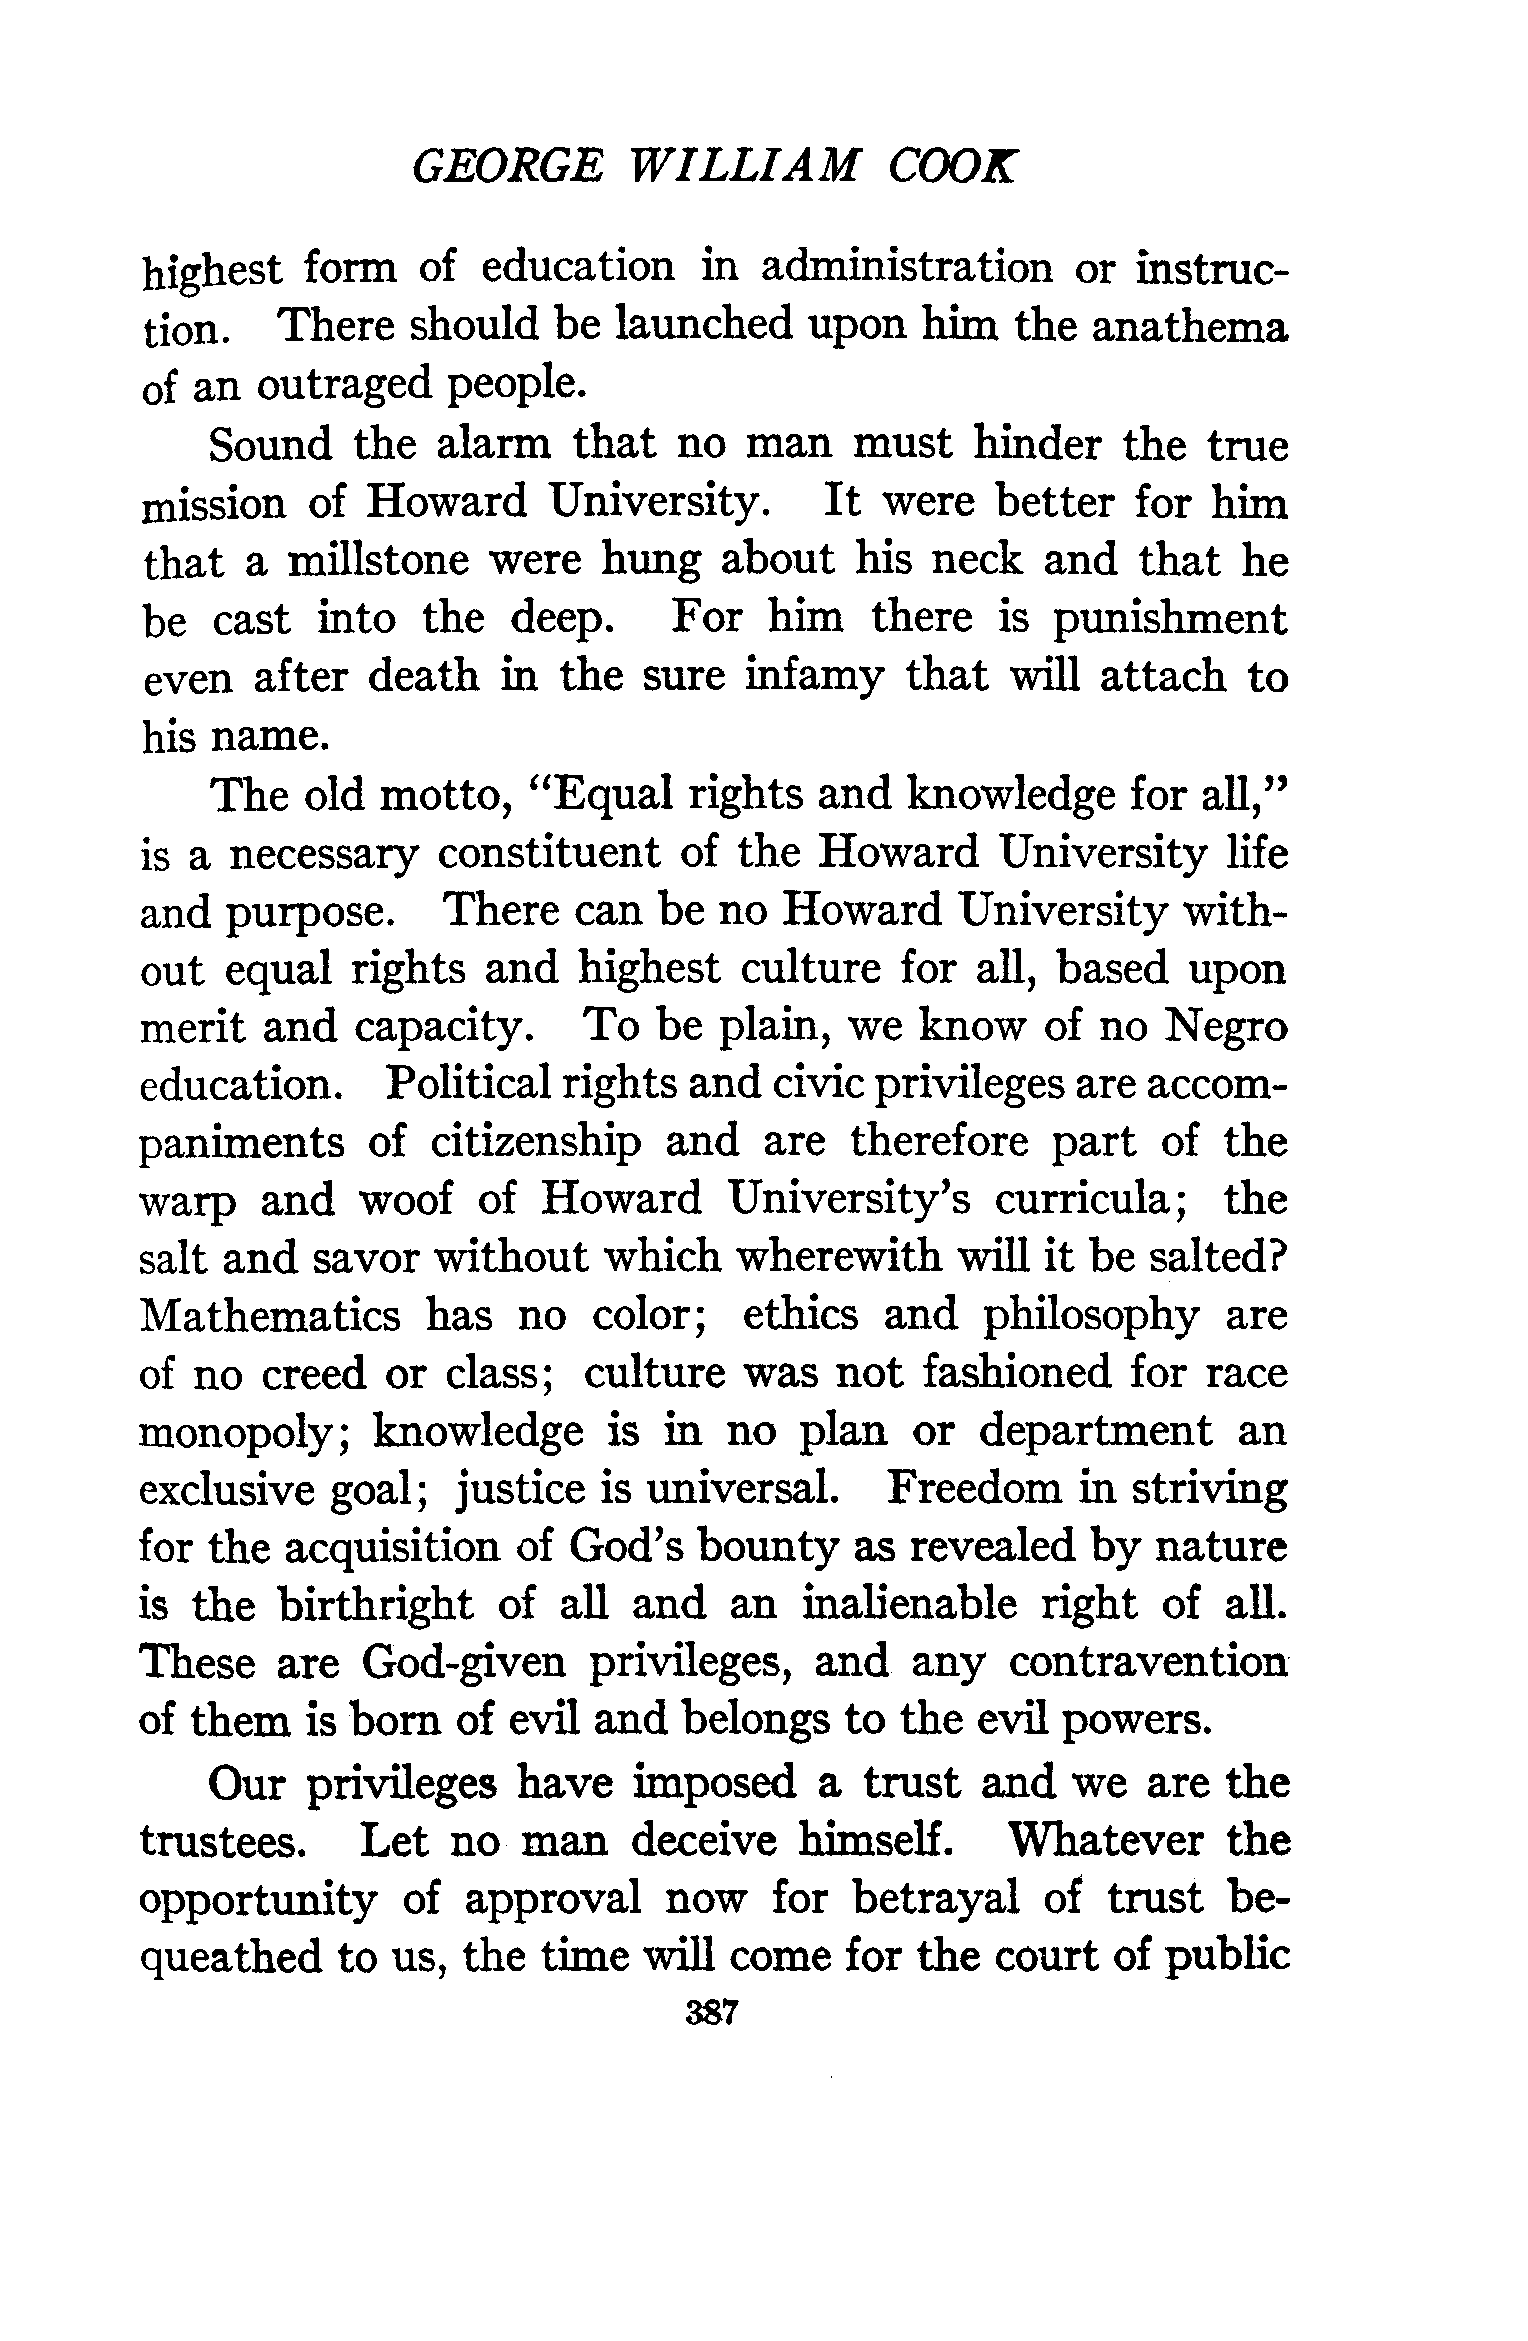 GEORGE WILLIAM COOK
highest form of education in administration or instruc-
tion. There should be launched upon him the anathema
of an outraged people.
Sound the alarm that no man must hinder the true
mission of Howard University. It were better for him
that a millstone were hung about his neck and that he
be cast into the deep. For him there is punishment
even after death in the sure infamy that will attach to
his name.
The old motto, “Equal rights and knowledge for all,”
is a necessary constituent of the Howard University life
and purpose. There can be no Howard University with-
out equal rights and highest culture for all, based upon
merit and capacity. To be plain, we know of no Negro
education. Political rights and civic privileges are accom-
paniments of citizenship and are therefore part of the
warp and woof of Howard University’s curricula; the
salt and savor without which wherewith will it be salted?
Mathematics has no color; ethics and philosophy are
of no creed or class; culture was not fashioned for race
monopoly; knowledge is in no plan or department an
exclusive goal; justice is universal. Freedom in striving
for the acquisition of God’s bounty as revealed by nature
is the birthright of all and an inalienable right of all.
These are God-given privileges, and any contravention
of them is born of evil and belongs to the evil powers.
Our privileges have imposed a trust and we are the
trustees. Let no man deceive himself. Whatever the
opportunity of approval now for betrayal of trust be-
queathed to us, the time will come for the court of public
387